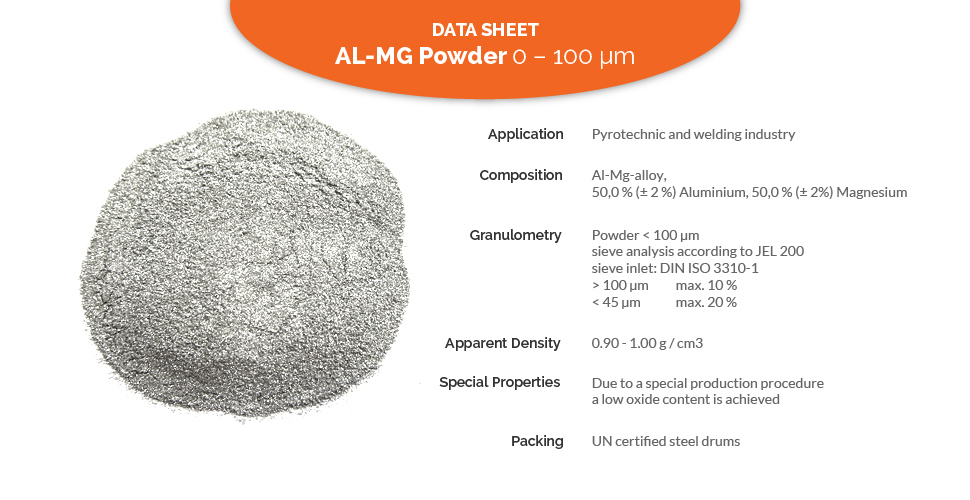 DATA SHEET
AL-MG Powder 0 – 100 µm
Application Pyrotechnic and welding industry
Composition Al-Mg-alloy,
50,0 % (± 2 %) Aluminium, 50,0 % (± 2%) Magnesium
Granulometry Powder < 100 µm
sieve analysis according to JEL 200
sieve inlet: DIN ISO 3310-1
> 100 µm max. 10 %
< 45 µm max. 20 %
Apparent Density 0.90 - 1.00 g / cm3
Special Properties Due to a special production procedure
a low oxide content is achieved
Packing UN certified steel drums